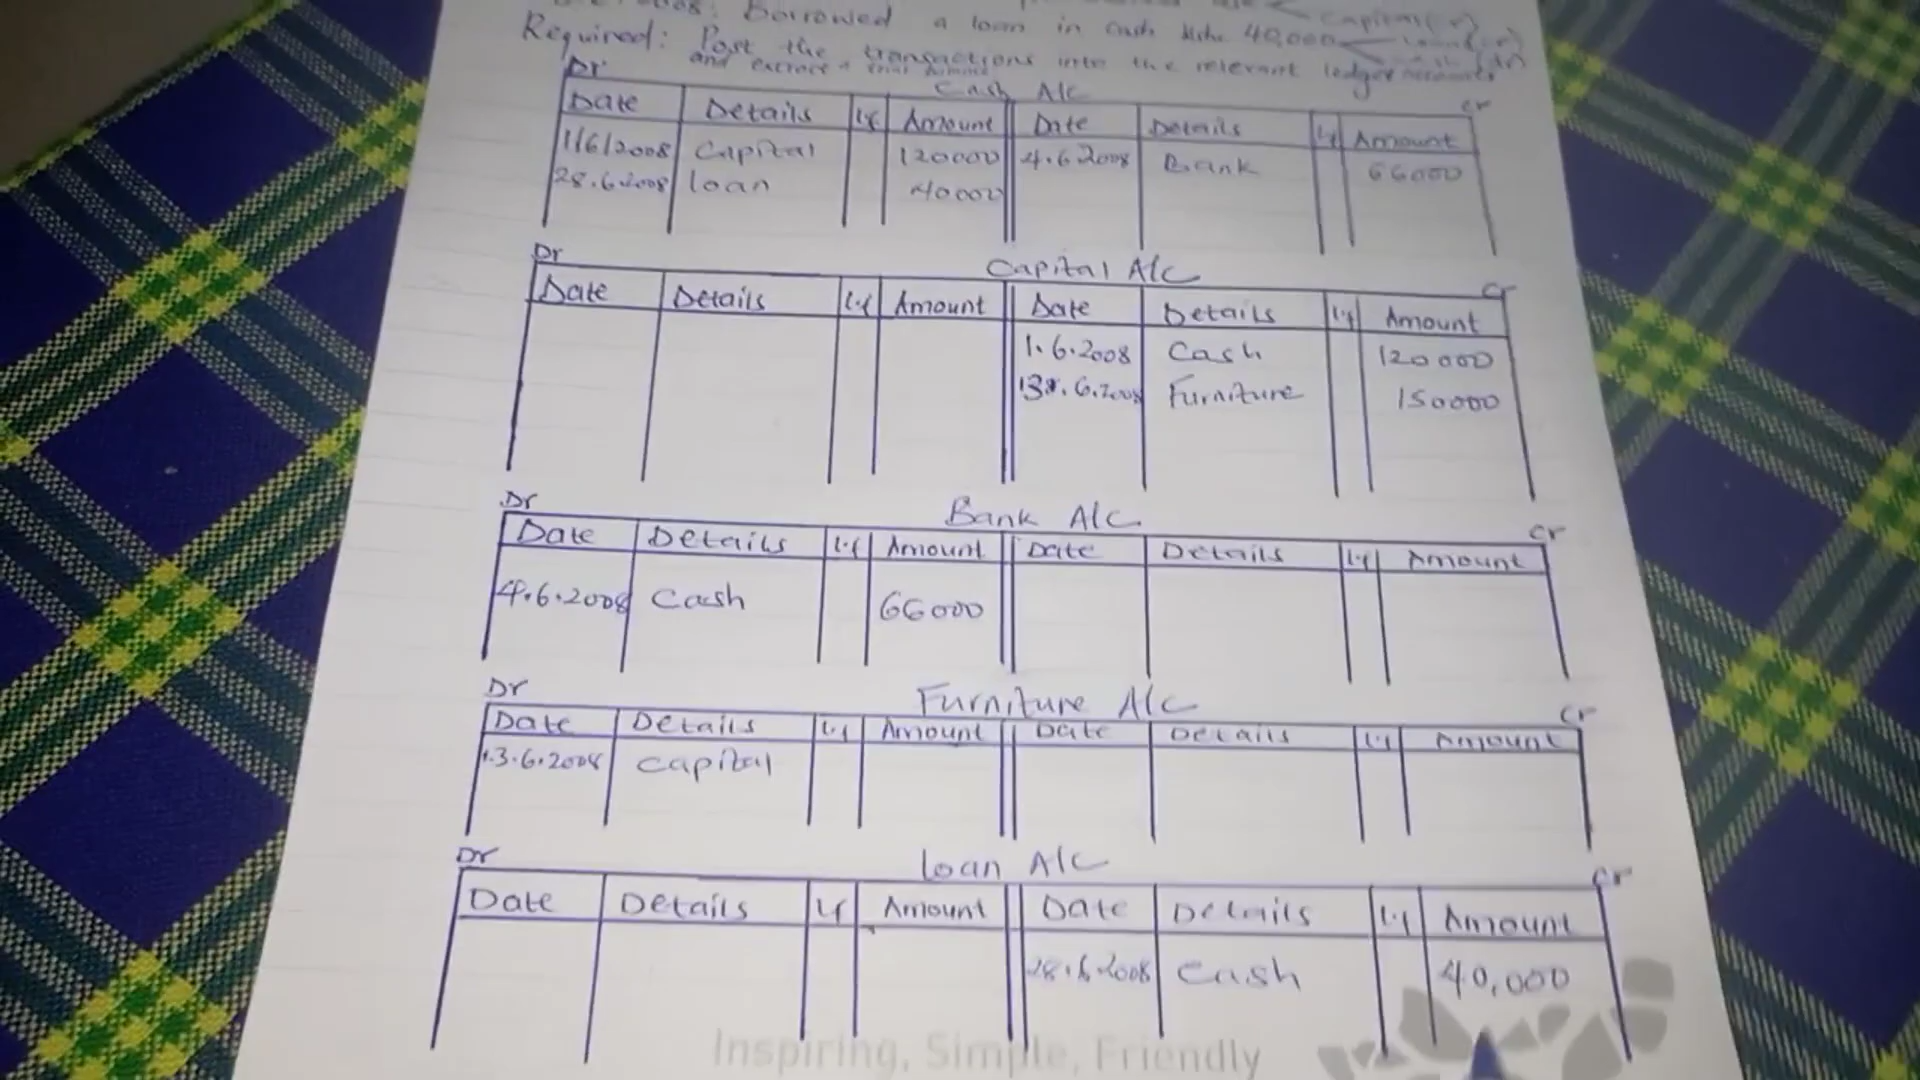 Borrowed a loan in cash kshs 40,000
Required: Post the transactions into the relevant ledger accounts
and extract a trial balance
Dr Cash A/c Cr
Date Details L.f Amount Date Details L.f Amount
1/6/2008 Capital 120000 4.6.2008 Bank 66000
28.6.2008 loan 40000
Dr Capital A/c Cr
Date Details L.f Amount Date Details L.f Amount
1.6.2008 Cash 120000
13.6.2008 Furniture 150000
Dr Bank A/c Cr
Date Details L.f Amount Date Details L.f Amount
4.6.2008 Cash 66000
Dr Furniture A/c Cr
Date Details L.f Amount Date Details L.f Amount
13.6.2008 Capital
Dr loan A/c Cr
Date Details L.f Amount Date Details L.f Amount
28.6.2008 Cash 40,000
Inspiring, Simple, Friendly